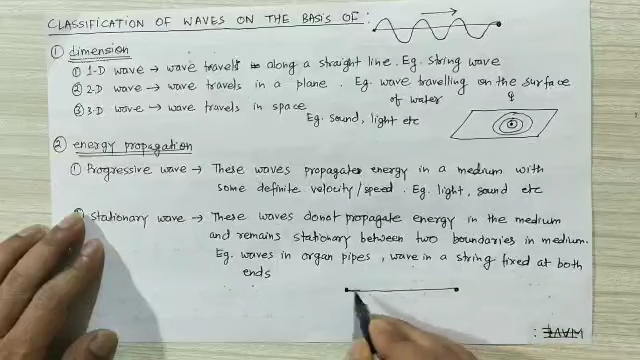 CLASSIFICATION OF WAVES ON THE BASIS OF :
① dimension
① 1-D wave → wave travels along a straight line. Eg. string wave
② 2-D wave → wave travels in a plane. Eg. wave travelling on the surface of water
③ 3-D wave → wave travels in space
Eg. sound, light etc
② energy propagation
① Progressive wave → These waves propagates energy in a medium with
some definite velocity/speed. Eg. light, sound etc
Stationary wave → These waves donot propagate energy in the medium
and remains stationary between two boundaries in medium.
Eg. waves in organ pipes, wave in a string fixed at both
ends
WAVE :